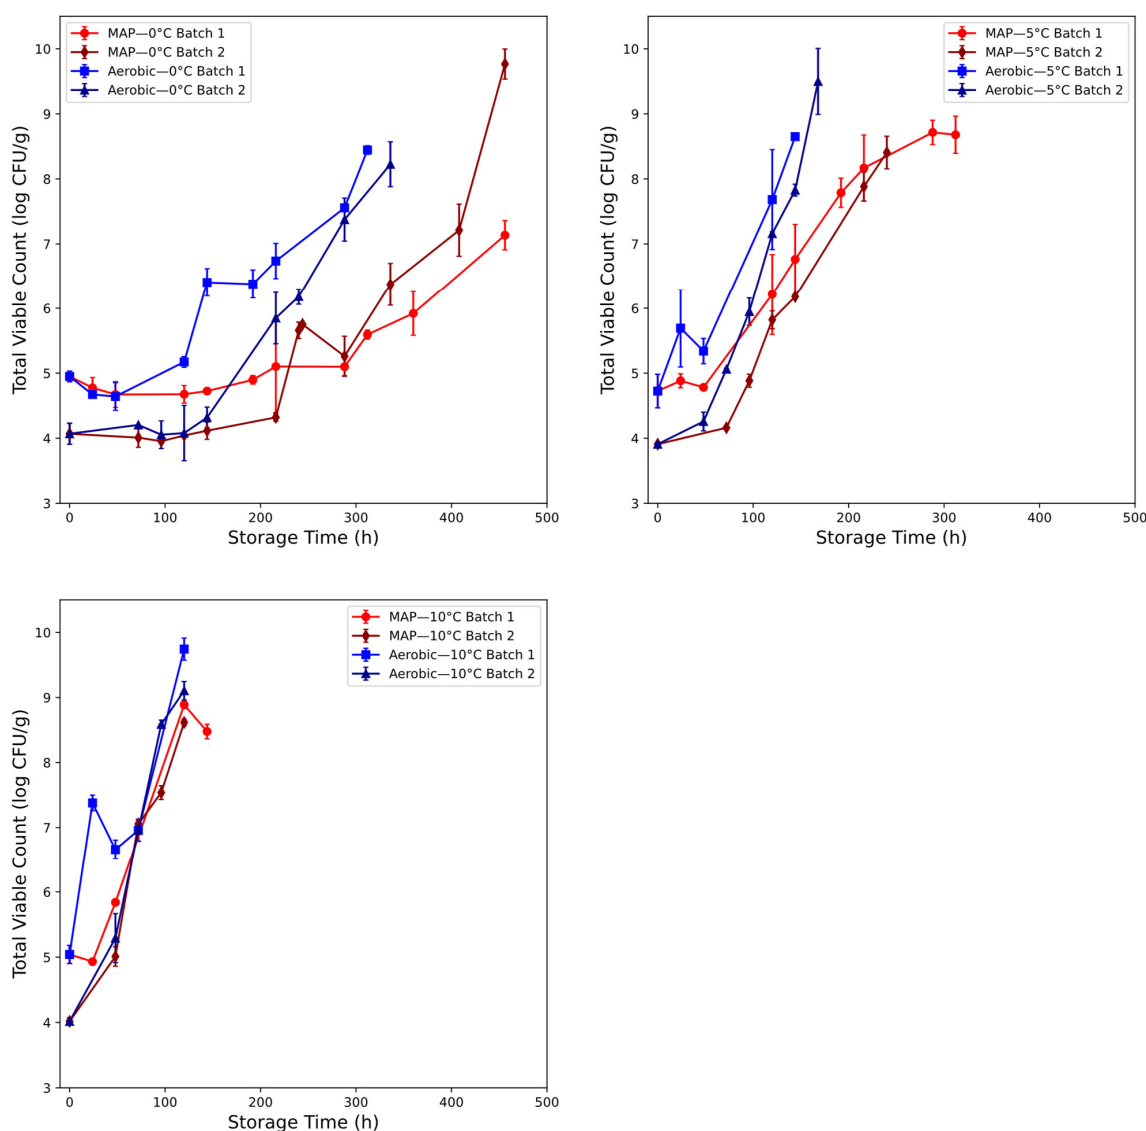 MAP—0°C Batch 1
MAP—0°C Batch 2
Aerobic—0°C Batch 1
Aerobic—0°C Batch 2
10
9
8
7
6
5
4
3
Total Viable Count (log CFU/g)
0 100 200 300 400 500
Storage Time (h)
MAP—5°C Batch 1
MAP—5°C Batch 2
Aerobic—5°C Batch 1
Aerobic—5°C Batch 2
10
9
8
7
6
5
4
3
Total Viable Count (log CFU/g)
0 100 200 300 400 500
Storage Time (h)
MAP—10°C Batch 1
MAP—10°C Batch 2
Aerobic—10°C Batch 1
Aerobic—10°C Batch 2
10
9
8
7
6
5
4
3
Total Viable Count (log CFU/g)
0 100 200 300 400 500
Storage Time (h)